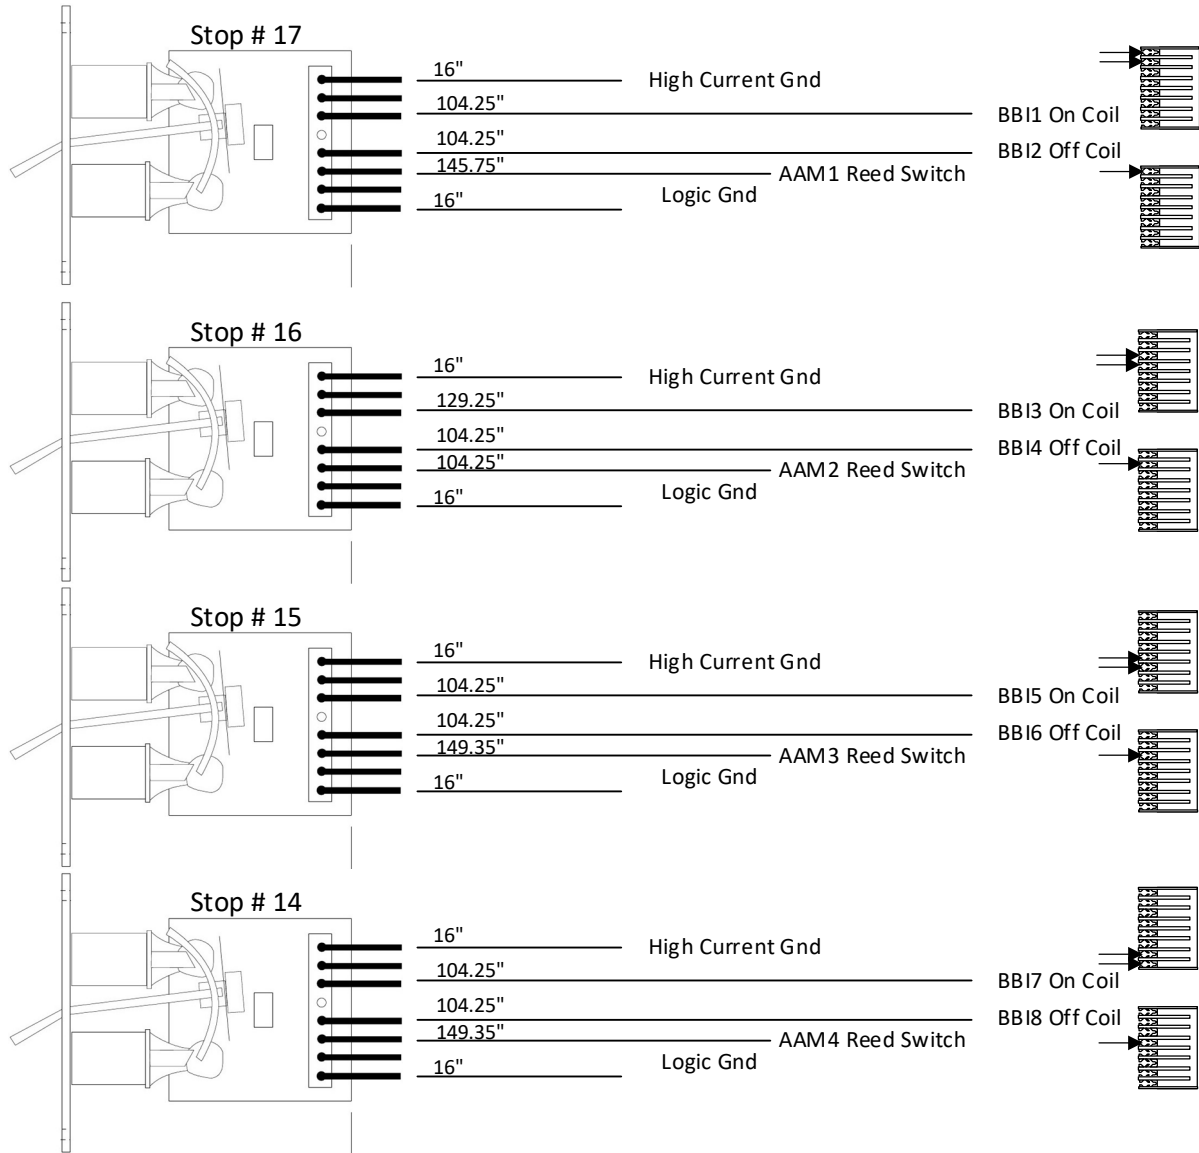 Stop # 17
16"
High Current Gnd
104.25"
BBI1 On Coil
104.25"
BBI2 Off Coil
145.75"
AAM1 Reed Switch
Logic Gnd
16"
Stop # 16
16"
High Current Gnd
129.25"
BBI3 On Coil
104.25"
BBI4 Off Coil
104.25"
AAM2 Reed Switch
Logic Gnd
16"
Stop # 15
16"
High Current Gnd
104.25"
BBI5 On Coil
104.25"
BBI6 Off Coil
149.35"
AAM3 Reed Switch
Logic Gnd
16"
Stop # 14
16"
High Current Gnd
104.25"
BBI7 On Coil
104.25"
BBI8 Off Coil
149.35"
AAM4 Reed Switch
Logic Gnd
16"